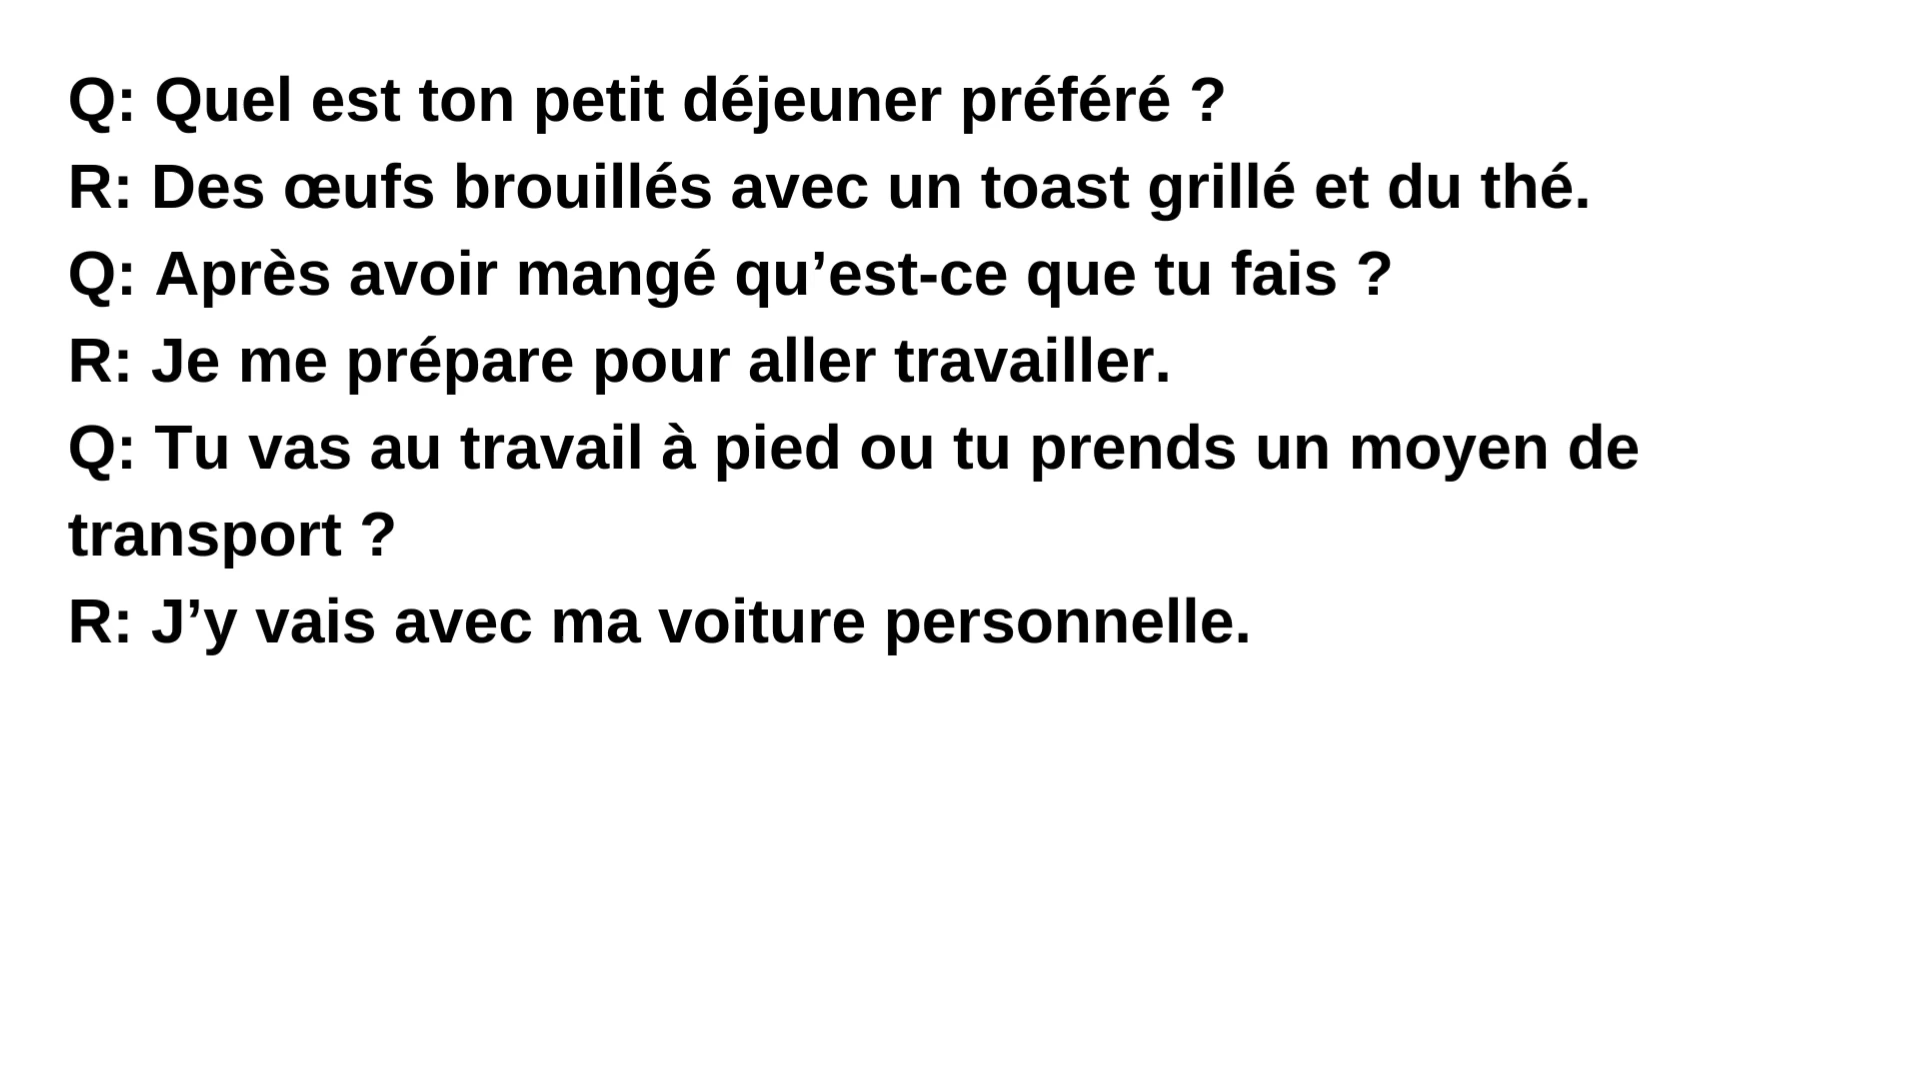 Q: Quel est ton petit déjeuner préféré ?
R: Des œufs brouillés avec un toast grillé et du thé.
Q: Après avoir mangé qu’est-ce que tu fais ?
R: Je me prépare pour aller travailler.
Q: Tu vas au travail à pied ou tu prends un moyen de
transport ?
R: J’y vais avec ma voiture personnelle.